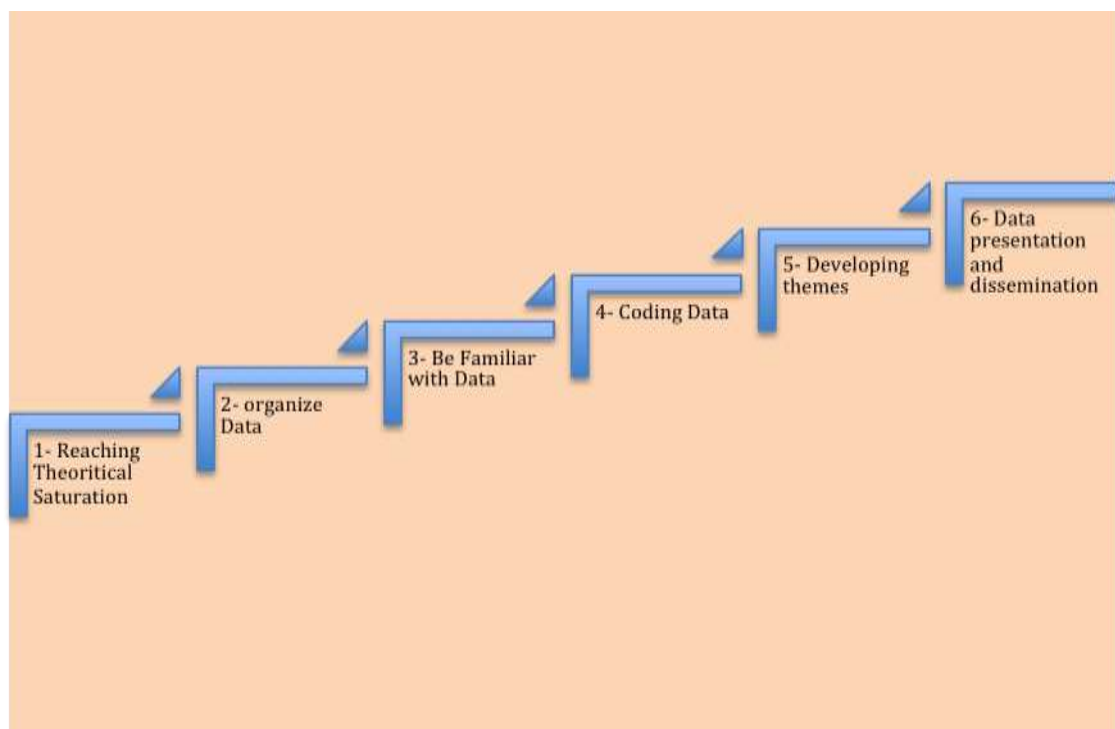 1- Reaching
Theoritical
Saturation
2- organize
Data
3- Be Familiar
with Data
4- Coding Data
5- Developing
themes
6- Data
presentation
and
dissemination